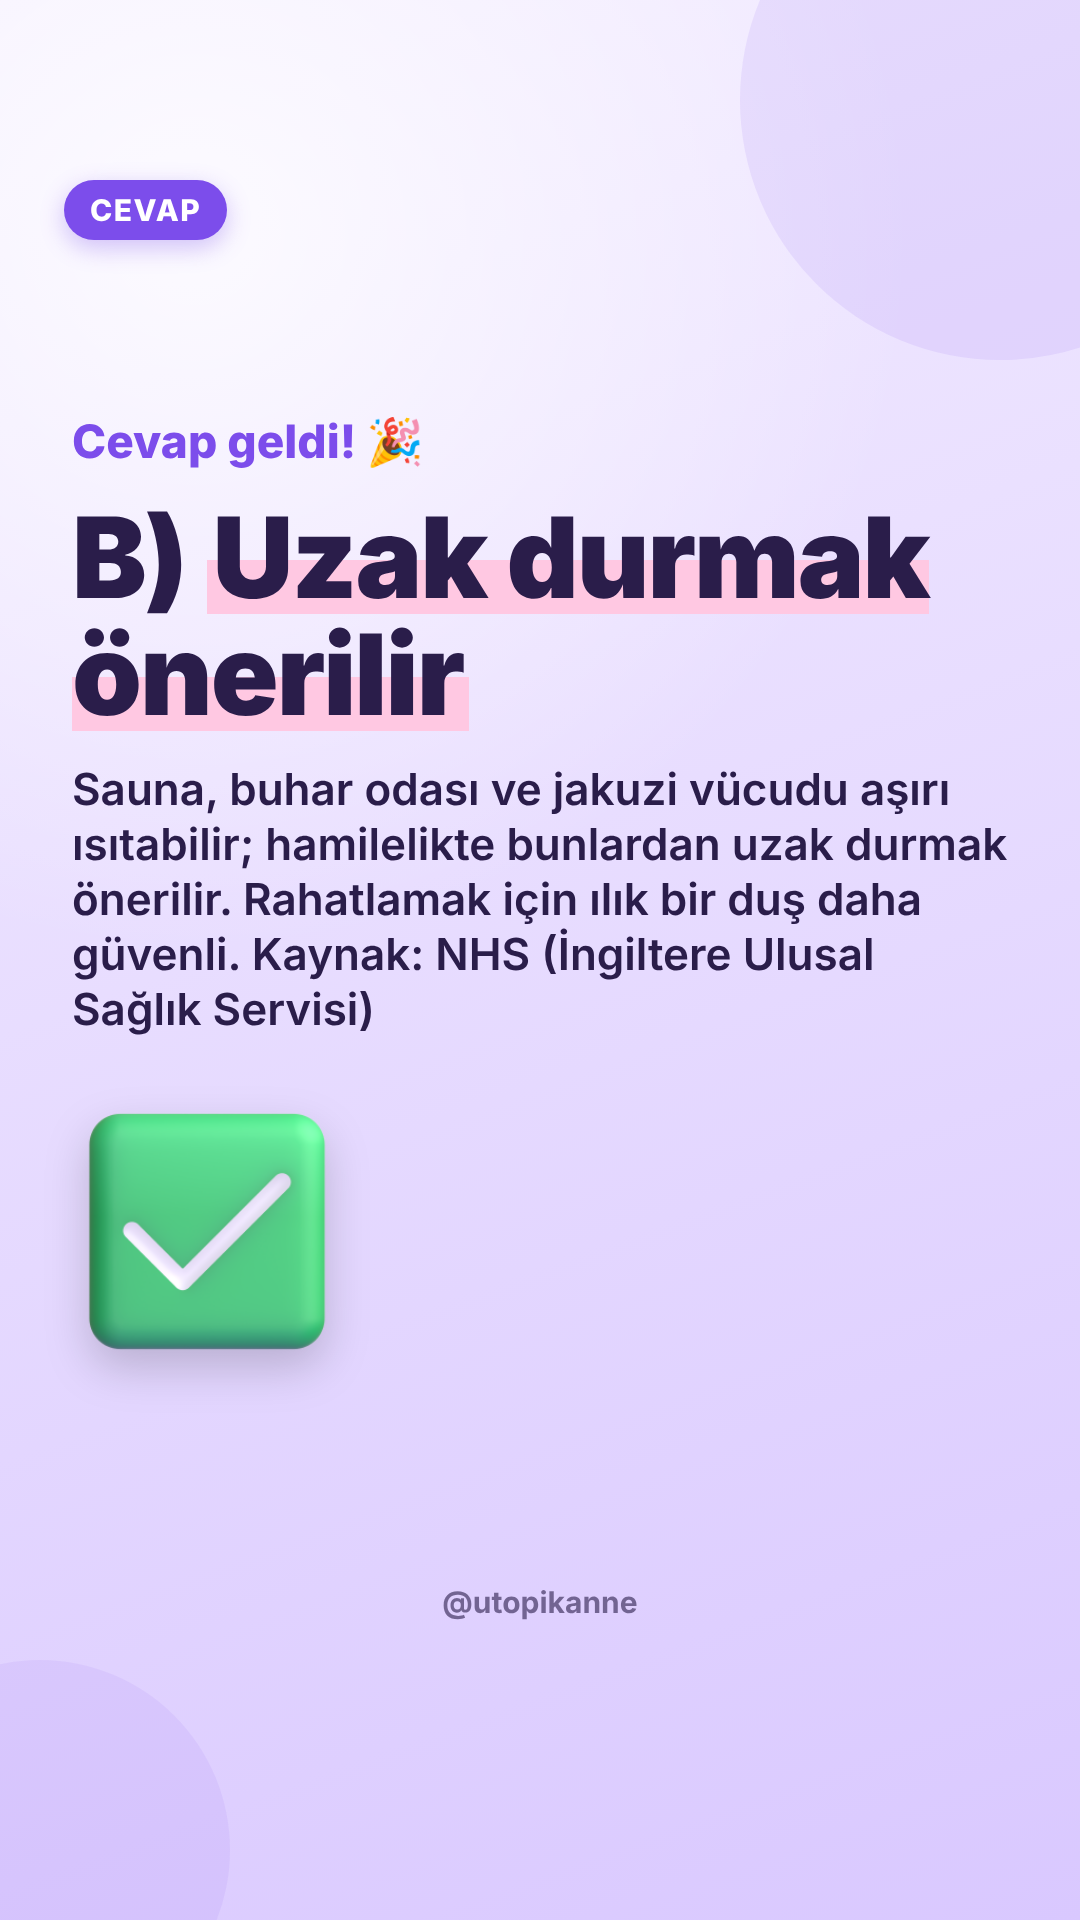 CEVAP
Cevap geldi! 🎉
B) Uzak durmak
önerilir
Sauna, buhar odası ve jakuzi vücudu aşırı
ısıtabilir; hamilelikte bunlardan uzak durmak
önerilir. Rahatlamak için ılık bir duş daha
güvenli. Kaynak: NHS (İngiltere Ulusal
Sağlık Servisi)
@utopikanne